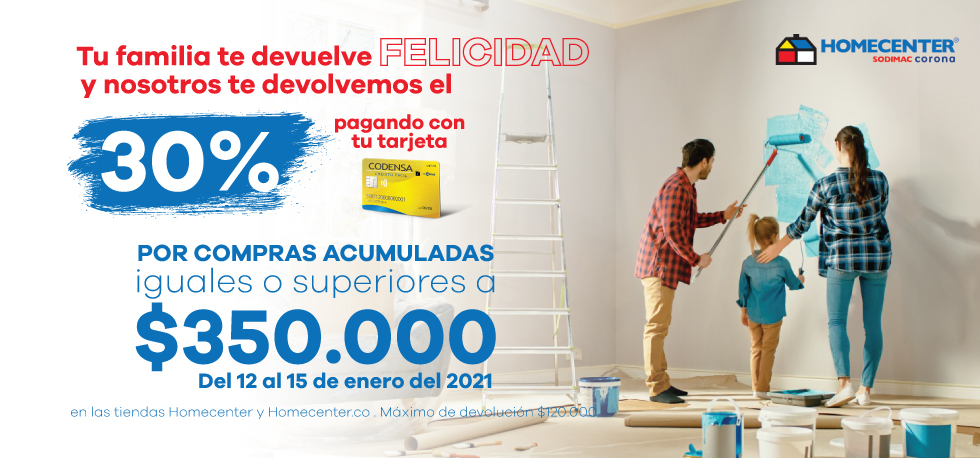 Tu familia te devuelve FELICIDAD
y nosotros te devolvemos el
30%
pagando con
tu tarjeta
CODENSA
CRÉDITO FÁCIL
POR COMPRAS ACUMULADAS
iguales o superiores a
$350.000
Del 12 al 15 de enero del 2021
en las tiendas Homecenter y Homecenter.co . Máximo de devolución $120.000
HOMECENTER®
SODIMAC corona